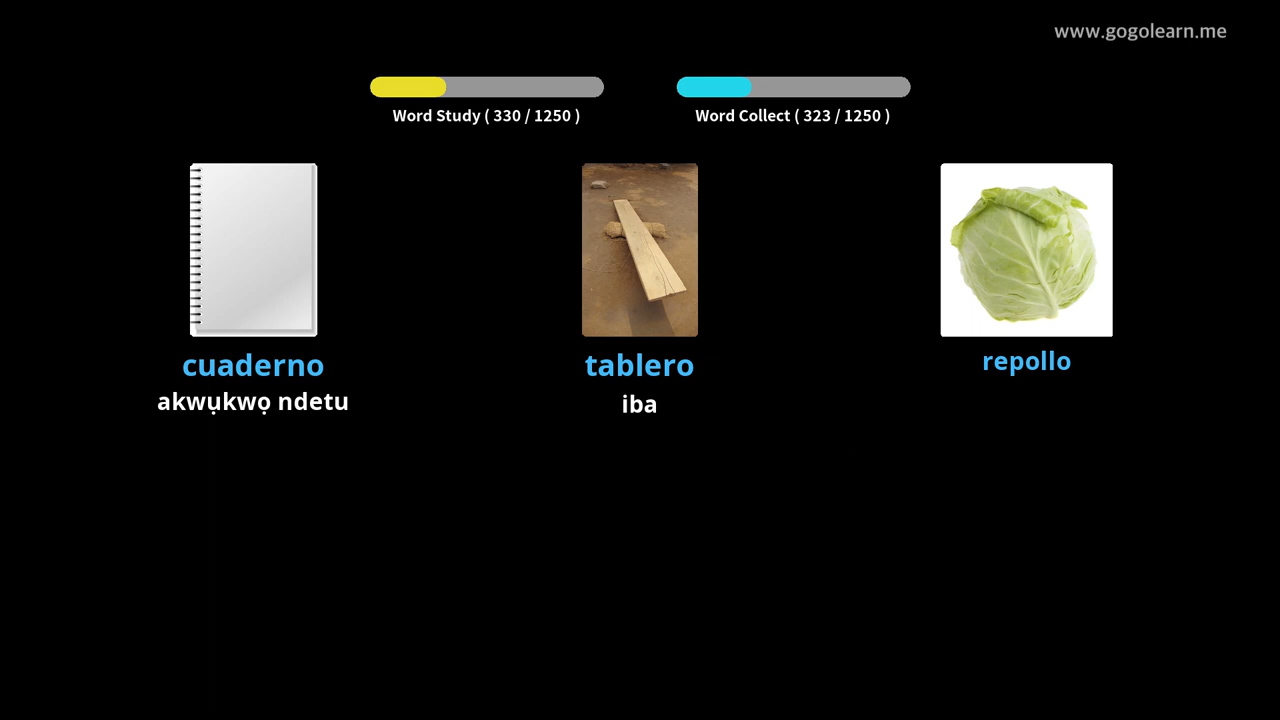 www.gogolearn.me
Word Study ( 330 / 1250 )
Word Collect ( 323 / 1250 )
cuaderno
akwụkwọ ndetu
tablero
iba
repollo